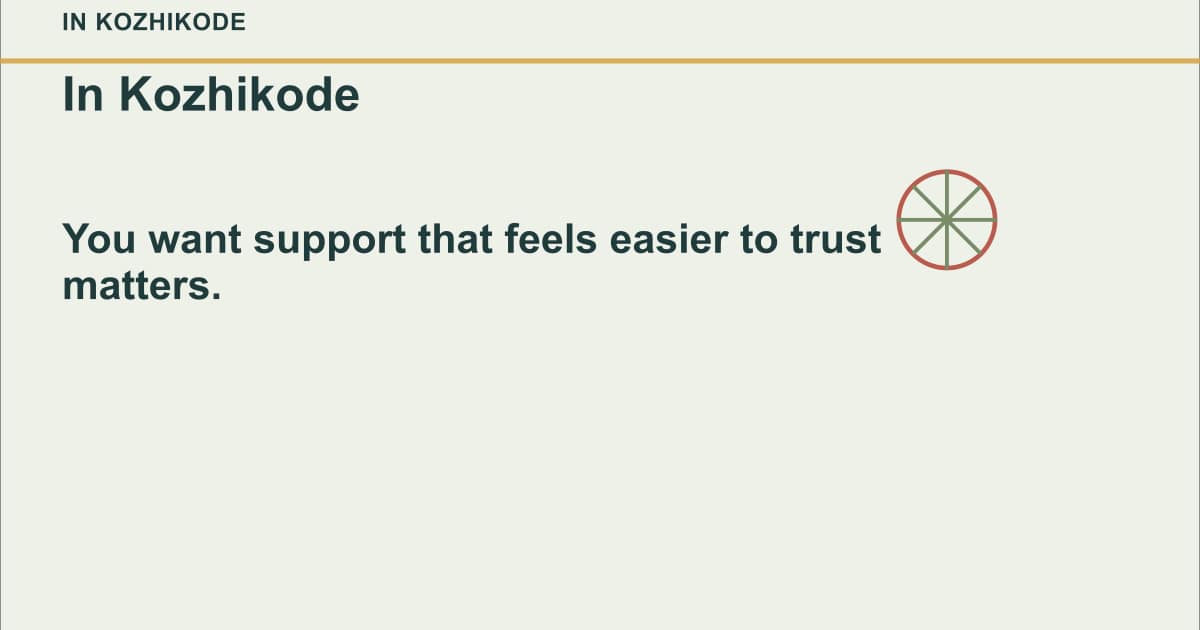 IN KOZHIKODE
In Kozhikode
You want support that feels easier to trust
matters.